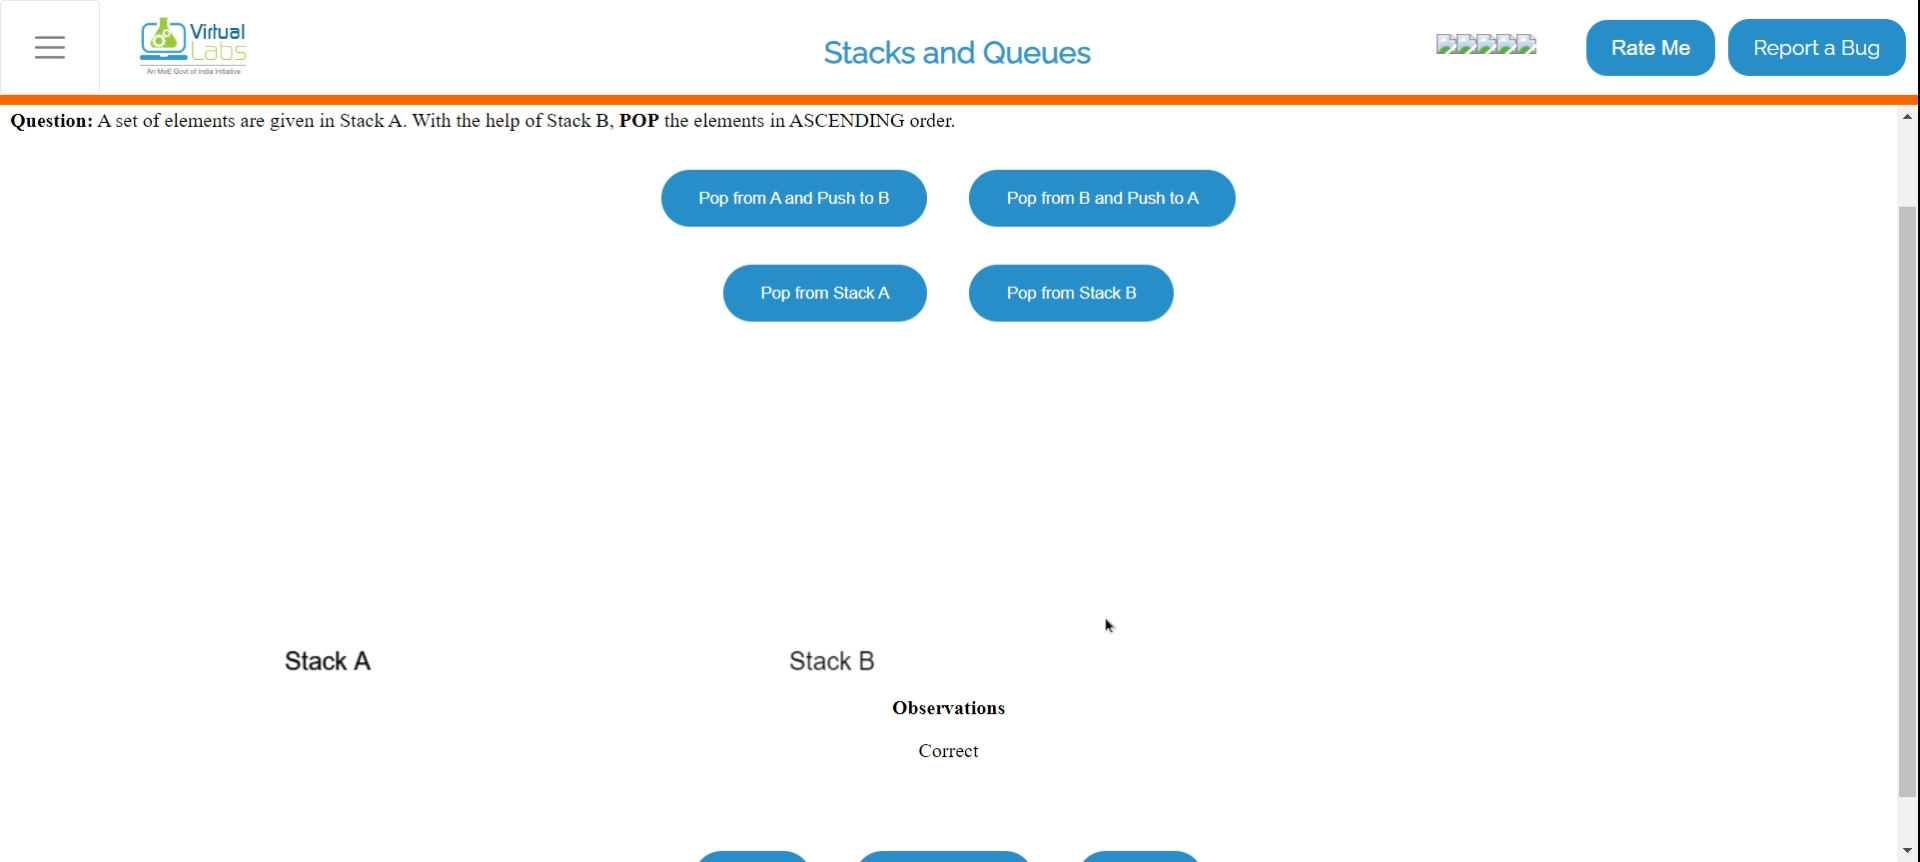 Virtual
Labs
An MoE Govt of India Initiative
Stacks and Queues
Rate Me
Report a Bug
Question: A set of elements are given in Stack A. With the help of Stack B, POP the elements in ASCENDING order.
Pop from A and Push to B
Pop from B and Push to A
Pop from Stack A
Pop from Stack B
Stack A
Stack B
Observations
Correct